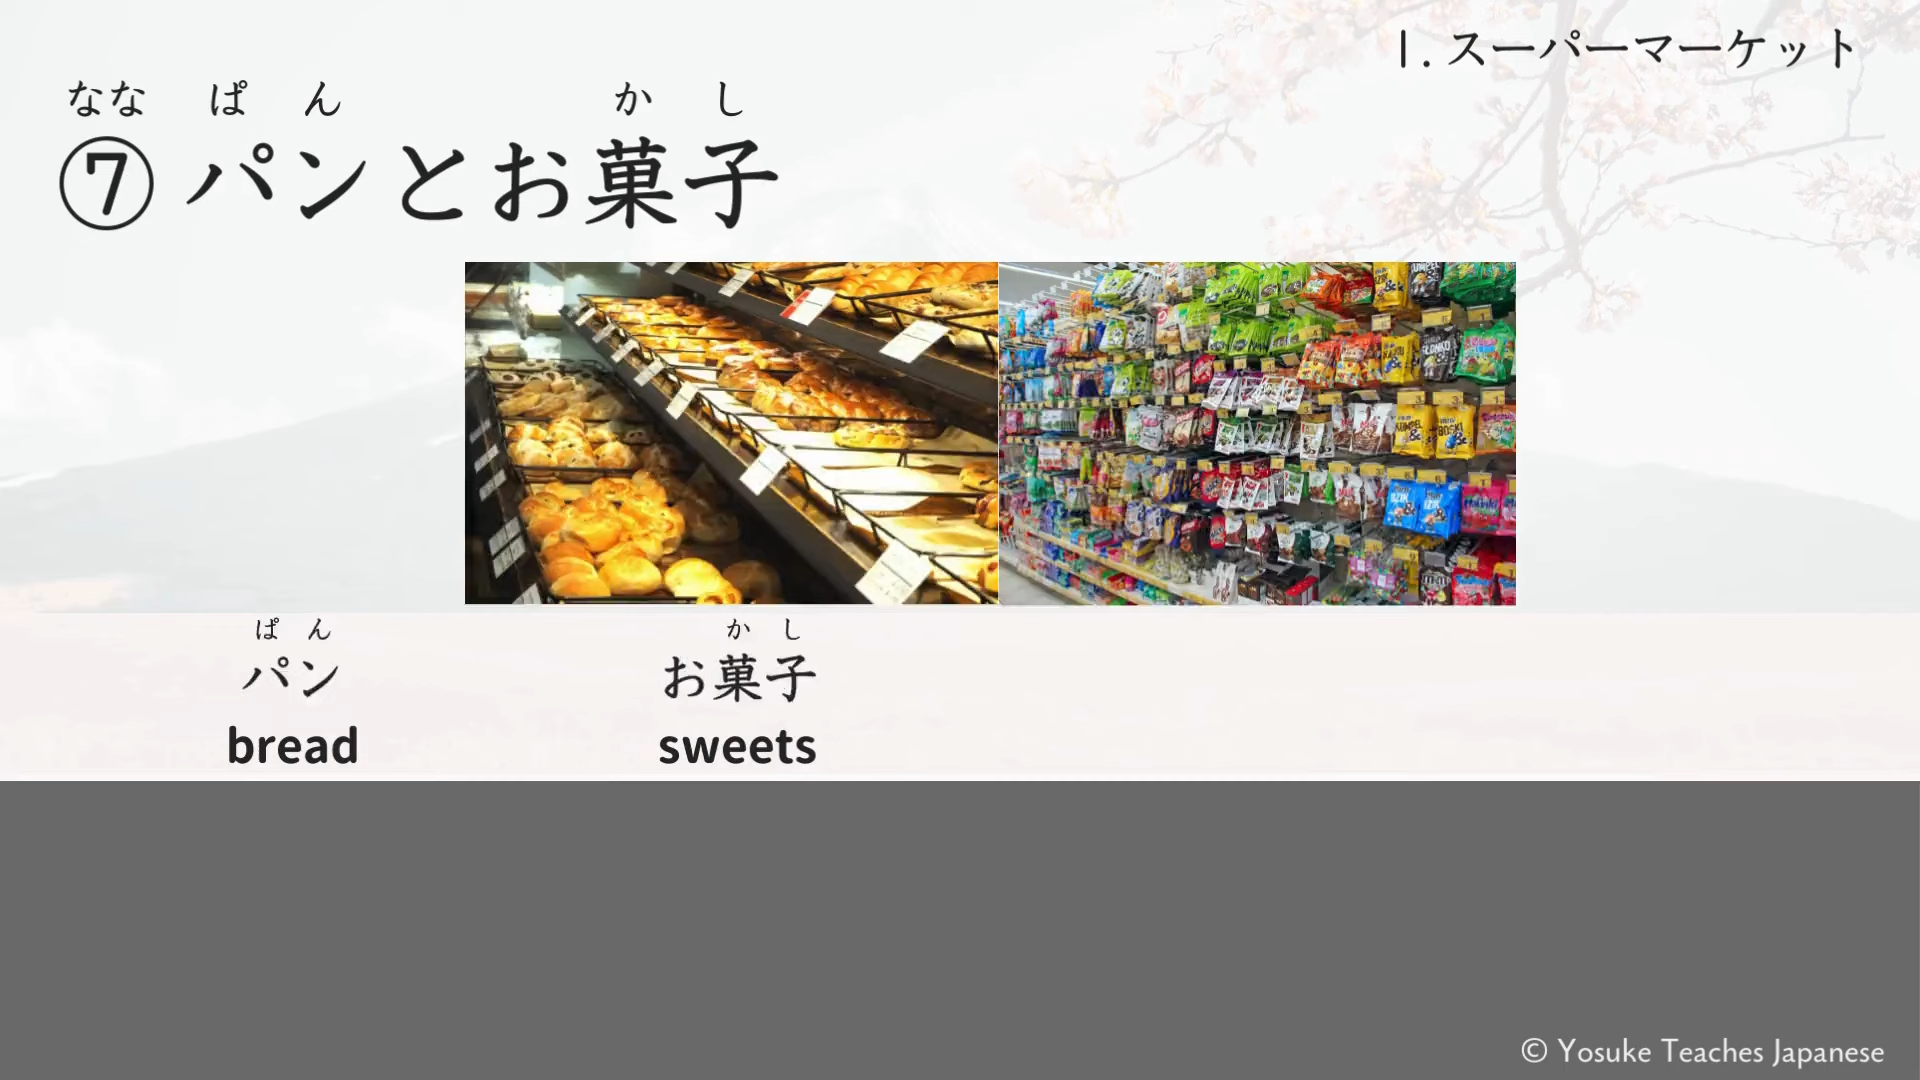 1. スーパーマーケット
なな ぱ ん か し
⑦ パンとお菓子
ぱ ん か し
パン お菓子
bread sweets
© Yosuke Teaches Japanese